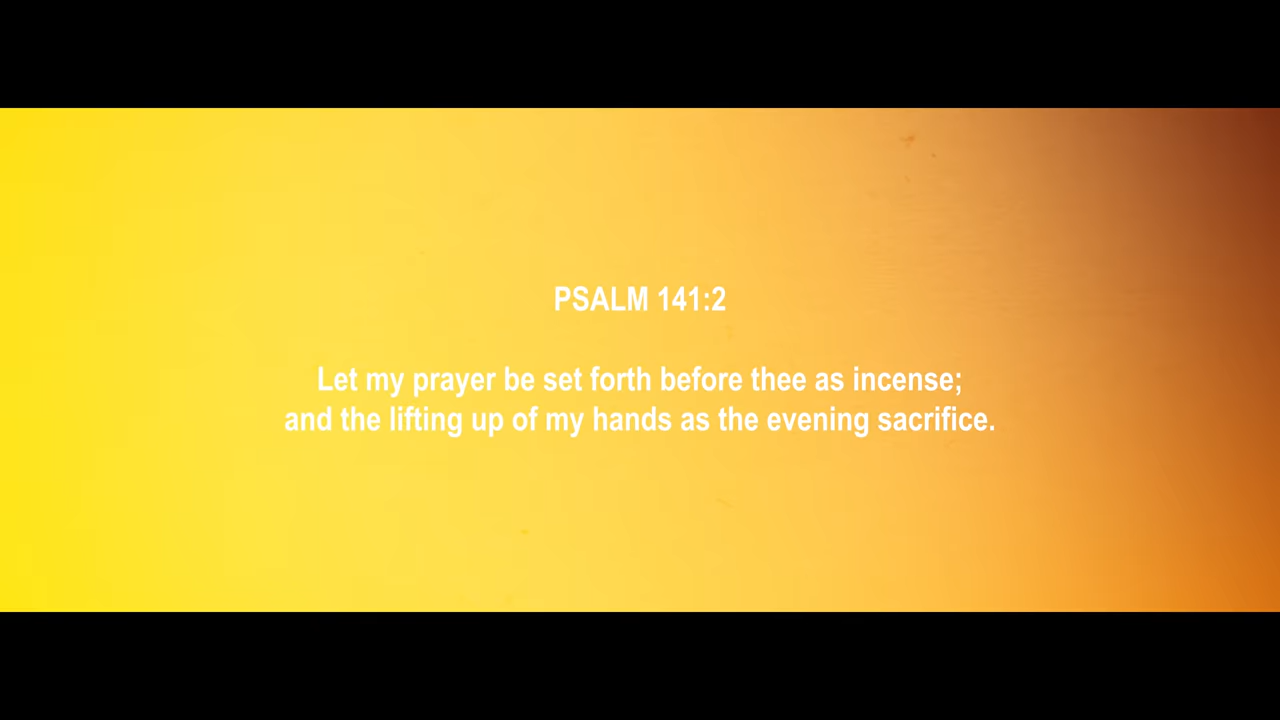 PSALM 141:2
Let my prayer be set forth before thee as incense;
and the lifting up of my hands as the evening sacrifice.